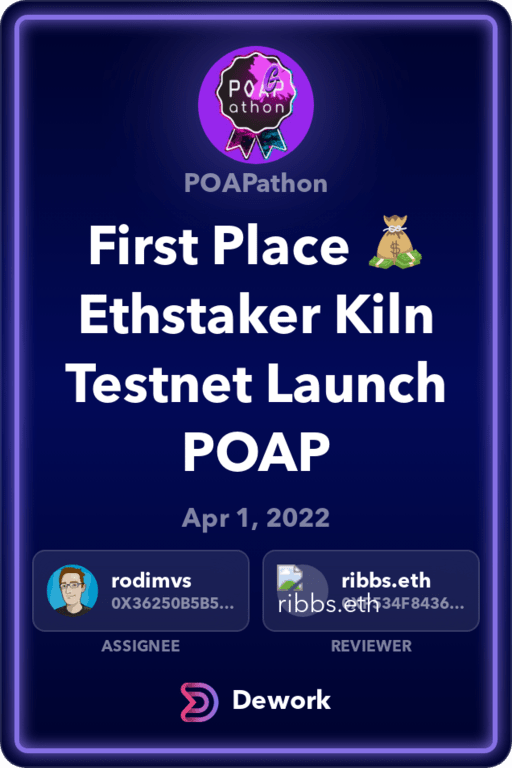 POAP
athon
POAPathon
First Place 💰
Ethstaker Kiln
Testnet Launch
POAP
Apr 1, 2022
rodimvs
0X36250B5B5...
ASSIGNEE
ribbs.eth
ribbs.eth
534F8436...
REVIEWER
Dework